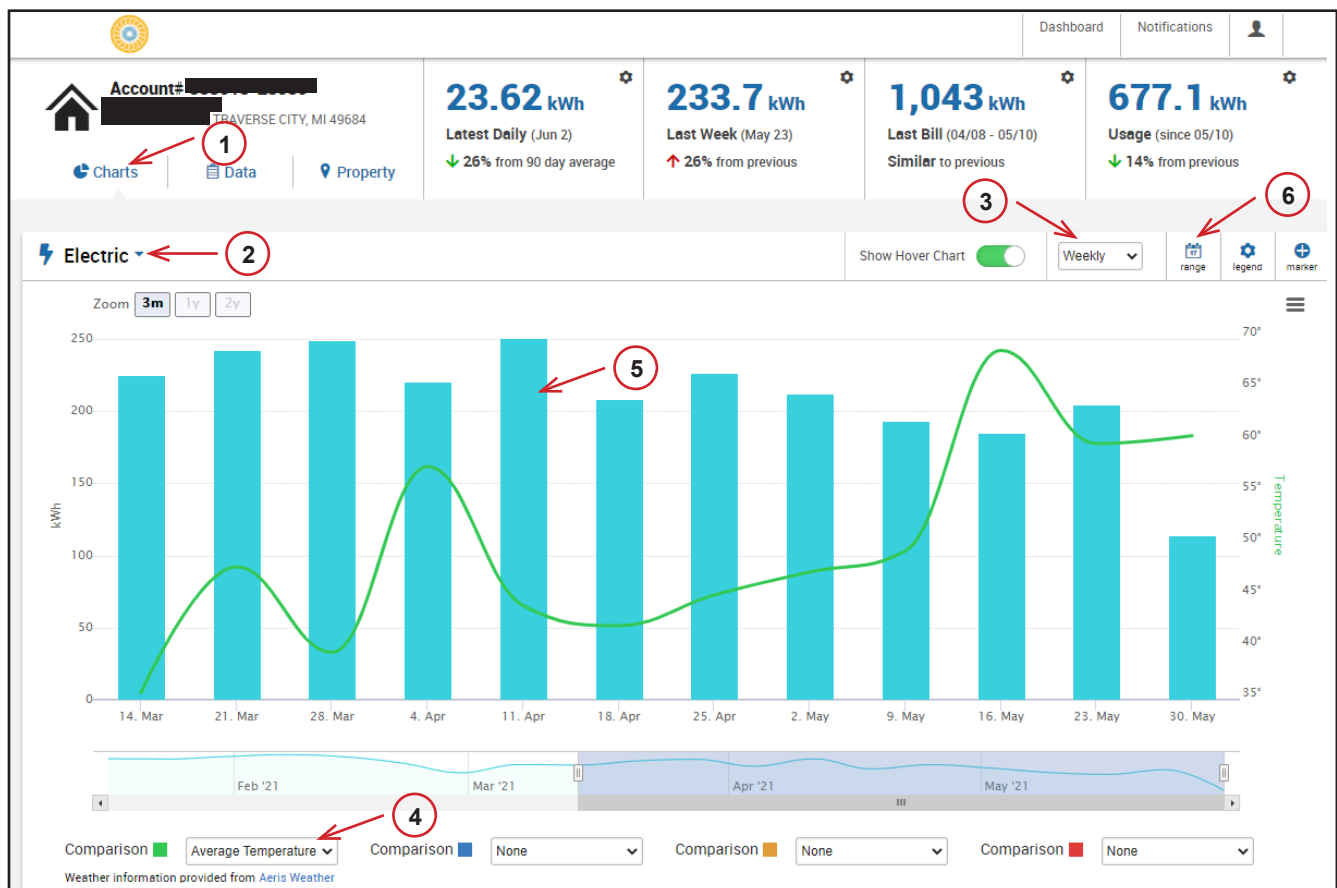 Dashboard Notifications
Account#
TRAVERSE CITY, MI 49684
1
Charts Data Property
23.62 kWh
Latest Daily (Jun 2)
26% from 90 day average
233.7 kWh
Last Week (May 23)
26% from previous
1,043 kWh
Last Bill (04/08 - 05/10)
Similar to previous
677.1 kWh
Usage (since 05/10)
14% from previous
3
6
Electric
2
Show Hover Chart
Weekly
17
range
legend
marker
Zoom 3m 1y 2y
250
200
150
100
50
0
kWh
5
70°
65°
60°
55°
50°
45°
40°
35°
Temperature
14. Mar 21. Mar 28. Mar 4. Apr 11. Apr 18. Apr 25. Apr 2. May 9. May 16. May 23. May 30. May
Feb '21 Mar '21 Apr '21 May '21
4
Comparison Average Temperature Comparison None Comparison None Comparison None
Weather information provided from Aeris Weather